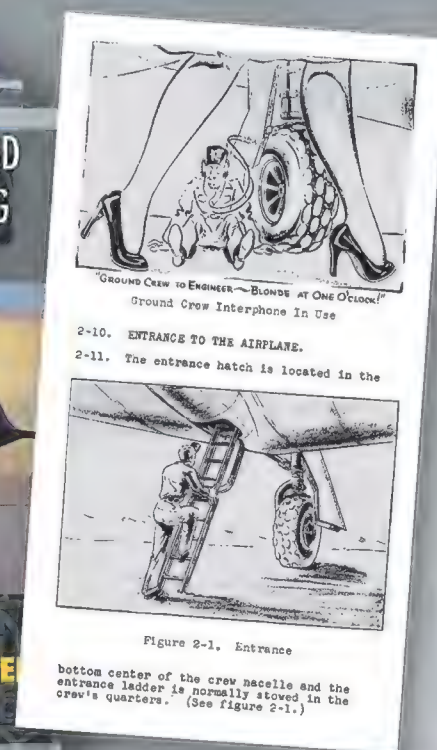 D
G
"GROUND CREW TO ENGINEER~BLONDE AT ONE O'CLOCK!"
Ground Crew Interphone In Use
2-10. ENTRANCE TO THE AIRPLANE.
2-11. The entrance hatch is located in the
Figure 2-1. Entrance
bottom center of the crew nacelle and the
entrance ladder is normally stowed in the
crew's quarters. (See figure 2-1.)
E